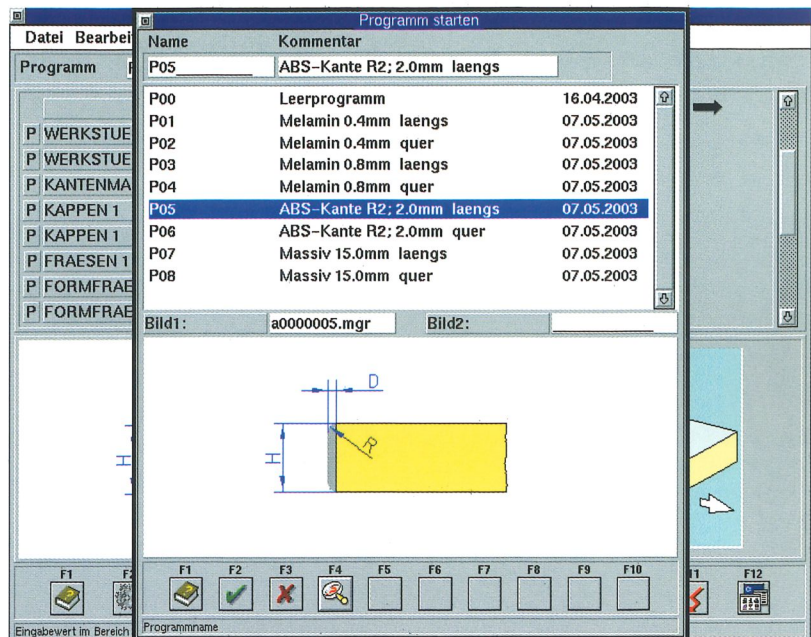 Programm starten
Datei Bearbei
Name Kommentar
Programm
P05 ABS-Kante R2; 2.0mm laengs
P00 Leerprogramm 16.04.2003
P01 Melamin 0.4mm laengs 07.05.2003
P02 Melamin 0.4mm quer 07.05.2003
P03 Melamin 0.8mm laengs 07.05.2003
P04 Melamin 0.8mm quer 07.05.2003
P05 ABS-Kante R2; 2.0mm laengs 07.05.2003
P06 ABS-Kante R2; 2.0mm quer 07.05.2003
P07 Massiv 15.0mm laengs 07.05.2003
P08 Massiv 15.0mm quer 07.05.2003
P WERKSTUE
P WERKSTUE
P KANTENMA
P KAPPEN 1
P KAPPEN 1
P FRAESEN 1
P FORMFRAE
P FORMFRAE
Bild1: a0000005.mgr Bild2:
D
H
R
H
F1 F2 F3 F4 F5 F6 F7 F8 F9 F10
F1 F12
Programmname
Eingabewert im Bereich